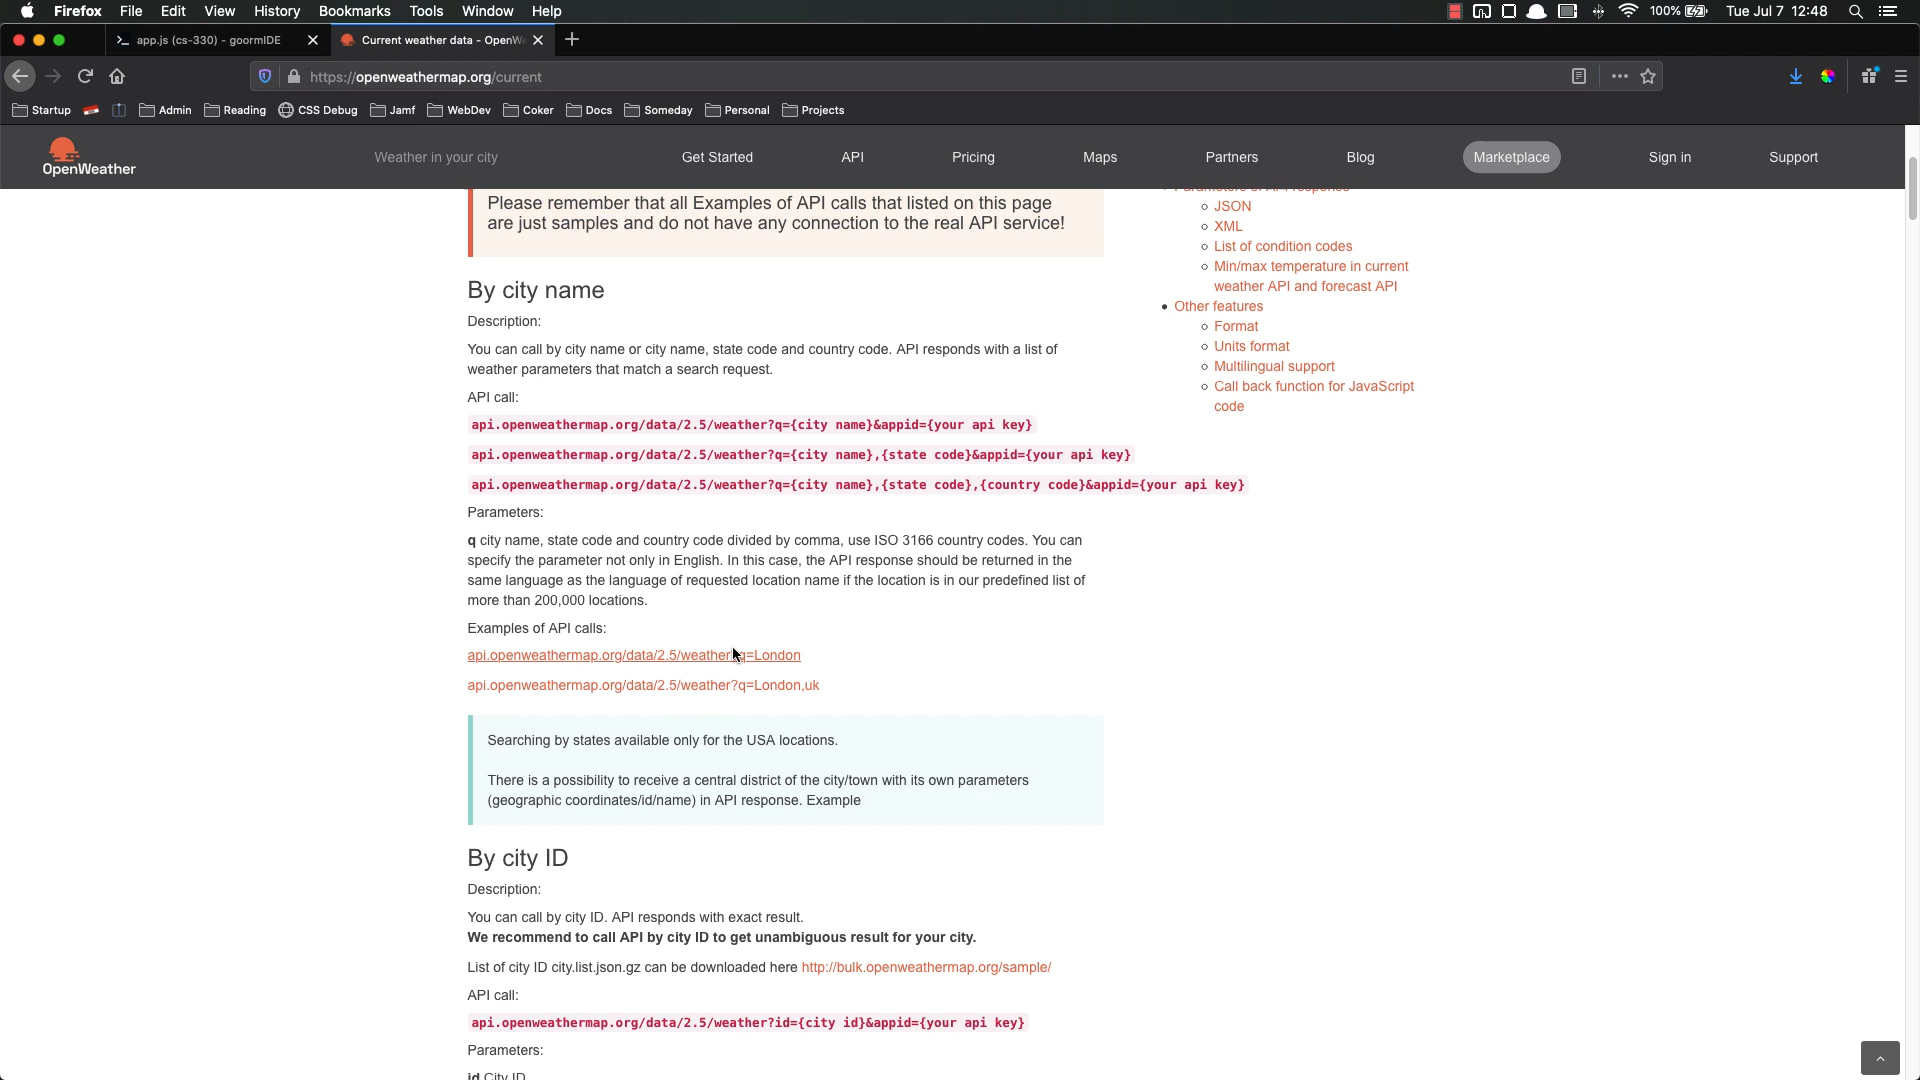 Firefox File Edit View History Bookmarks Tools Window Help 100% Tue Jul 7 12:48
app.js (cs-330) - goormIDE
Current weather data - OpenW
https://openweathermap.org/current
Startup Admin Reading CSS Debug Jamf WebDev Coker Docs Someday Personal Projects
OpenWeather
Weather in your city Get Started API Pricing Maps Partners Blog Marketplace Sign in Support
Please remember that all Examples of API calls that listed on this page
are just samples and do not have any connection to the real API service!
By city name
Description:
You can call by city name or city name, state code and country code. API responds with a list of
weather parameters that match a search request.
API call:
api.openweathermap.org/data/2.5/weather?q={city name}&appid={your api key}
api.openweathermap.org/data/2.5/weather?q={city name},{state code}&appid={your api key}
api.openweathermap.org/data/2.5/weather?q={city name},{state code},{country code}&appid={your api key}
Parameters:
q city name, state code and country code divided by comma, use ISO 3166 country codes. You can
specify the parameter not only in English. In this case, the API response should be returned in the
same language as the language of requested location name if the location is in our predefined list of
more than 200,000 locations.
Examples of API calls:
api.openweathermap.org/data/2.5/weather?q=London
api.openweathermap.org/data/2.5/weather?q=London,uk
Searching by states available only for the USA locations.
There is a possibility to receive a central district of the city/town with its own parameters
(geographic coordinates/id/name) in API response. Example
By city ID
Description:
You can call by city ID. API responds with exact result.
We recommend to call API by city ID to get unambiguous result for your city.
List of city ID city.list.json.gz can be downloaded here http://bulk.openweathermap.org/sample/
API call:
api.openweathermap.org/data/2.5/weather?id={city id}&appid={your api key}
Parameters:
id City ID
Parameters of API response
JSON
XML
List of condition codes
Min/max temperature in current
weather API and forecast API
Other features
Format
Units format
Multilingual support
Call back function for JavaScript
code